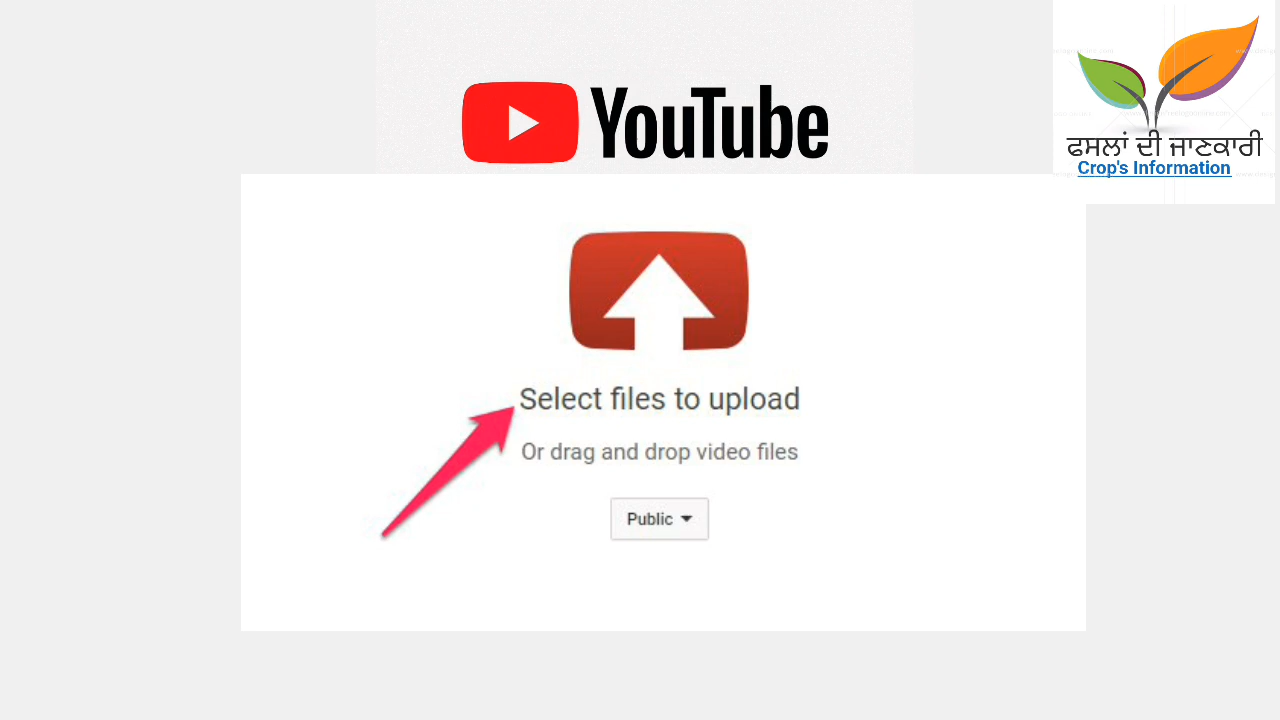 YouTube
ਫਸਲਾਂ ਦੀ ਜਾਣਕਾਰੀ
Crop's Information
Select files to upload
Or drag and drop video files
Public